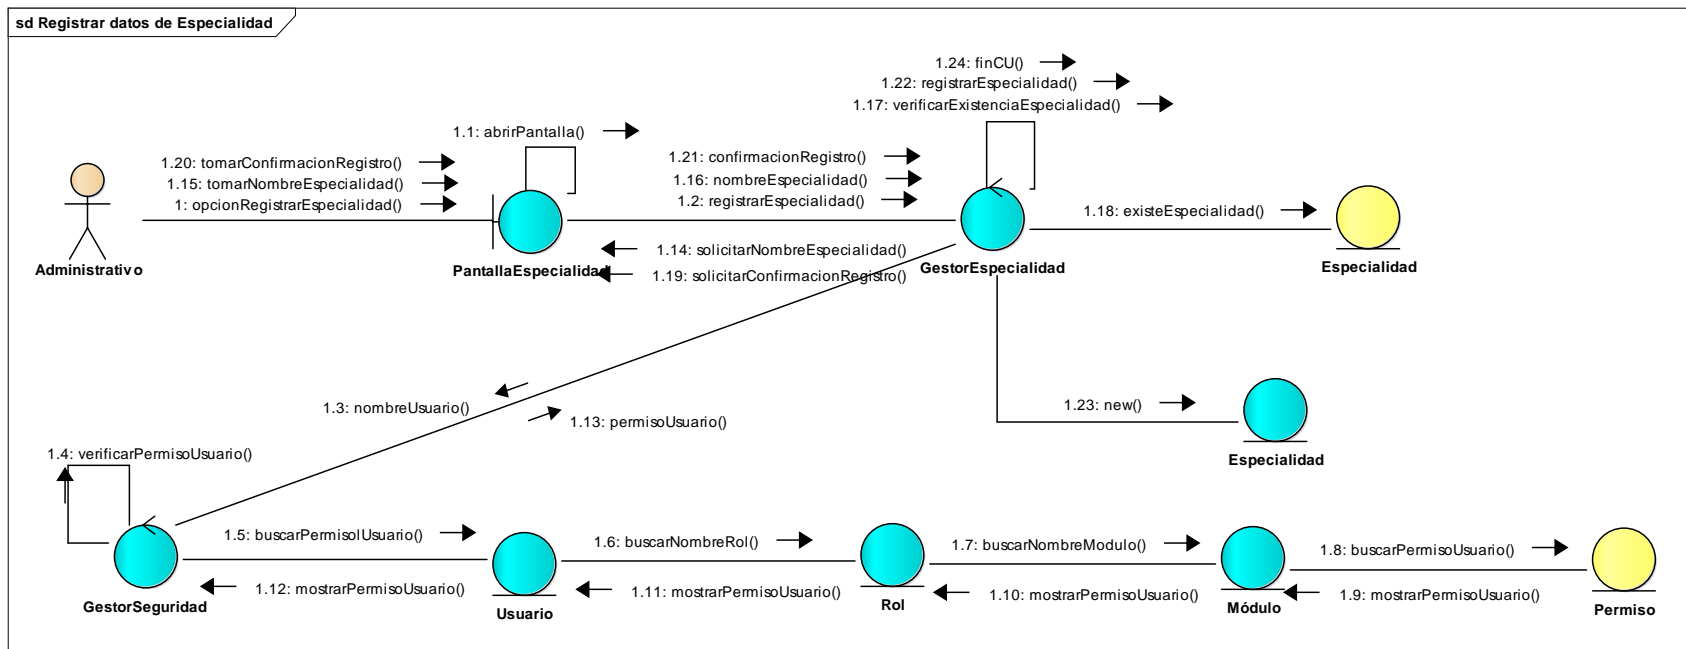 sd Registrar datos de Especialidad
1.24: finCU()
1.22: registrarEspecialidad()
1.17: verificarExistenciaEspecialidad()
1.1: abrirPantalla()
1.20: tomarConfirmacionRegistro()
1.15: tomarNombreEspecialidad()
1: opcionRegistrarEspecialidad()
1.21: confirmacionRegistro()
1.16: nombreEspecialidad()
1.2: registrarEspecialidad()
1.18: existeEspecialidad()
1.14: solicitarNombreEspecialidad()
1.19: solicitarConfirmacionRegistro()
Administrativo
PantallaEspecialidad
GestorEspecialidad
Especialidad
1.3: nombreUsuario()
1.13: permisoUsuario()
1.23: new()
Especialidad
1.4: verificarPermisoUsuario()
1.5: buscarPermisolUsuario()
1.6: buscarNombreRol()
1.7: buscarNombreModulo()
1.8: buscarPermisoUsuario()
1.12: mostrarPermisoUsuario()
1.11: mostrarPermisoUsuario()
1.10: mostrarPermisoUsuario()
1.9: mostrarPermisoUsuario()
GestorSeguridad
Usuario
Rol
Módulo
Permiso